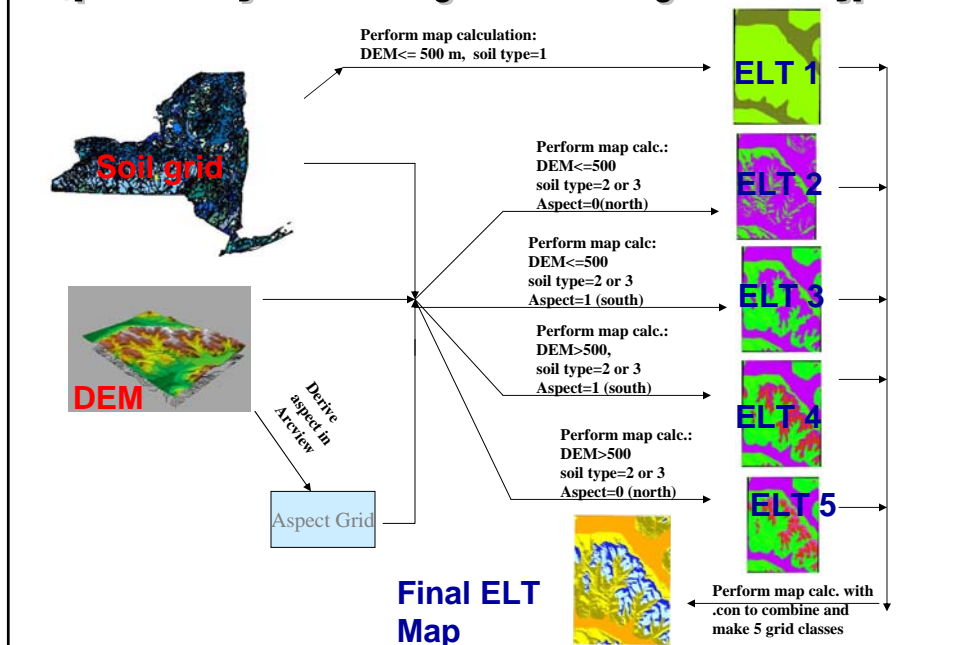 Perform map calculation:
DEM<= 500 m, soil type=1
ELT 1
Soil grid
Perform map calc.:
DEM<=500
soil type=2 or 3
Aspect=0(north)
ELT 2
Perform map calc:
DEM<=500
soil type=2 or 3
Aspect=1 (south)
ELT 3
DEM
Derive
aspect in
Arcview
Perform map calc.:
DEM>500,
soil type=2 or 3
Aspect=1 (south)
ELT 4
Perform map calc.:
DEM>500
soil type=2 or 3
Aspect=0 (north)
ELT 5
Aspect Grid
Final ELT
Map
Perform map calc. with
.con to combine and
make 5 grid classes